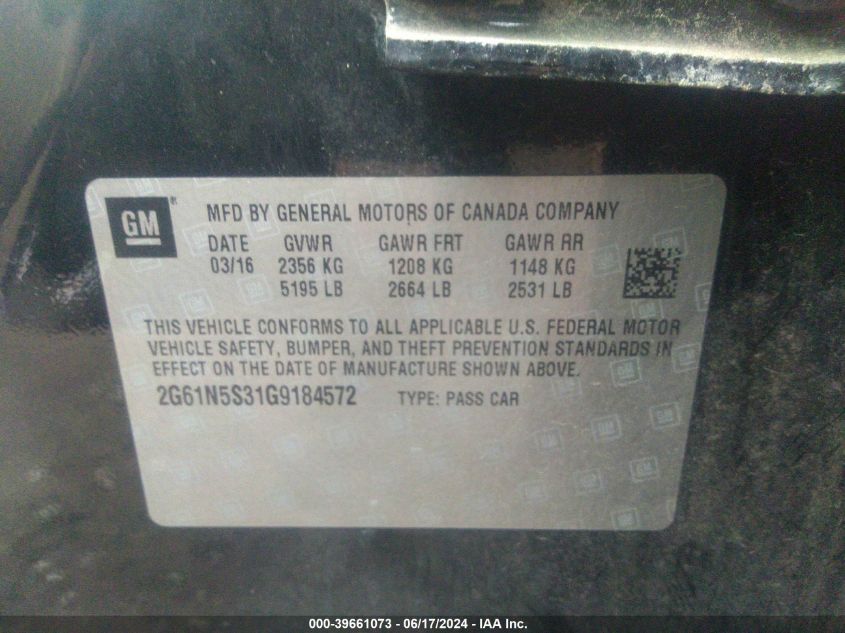 GM ®
MFD BY GENERAL MOTORS OF CANADA COMPANY
DATE GVWR GAWR FRT GAWR RR
03/16 2356 KG 1208 KG 1148 KG
5195 LB 2664 LB 2531 LB
THIS VEHICLE CONFORMS TO ALL APPLICABLE U.S. FEDERAL MOTOR
VEHICLE SAFETY, BUMPER, AND THEFT PREVENTION STANDARDS IN
EFFECT ON THE DATE OF MANUFACTURE SHOWN ABOVE.
2G61N5S31G9184572 TYPE: PASS CAR
000-39661073 - 06/17/2024 - IAA Inc.